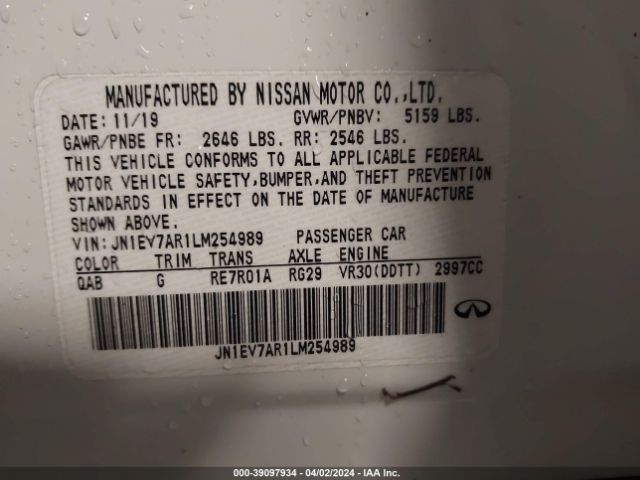 MANUFACTURED BY NISSAN MOTOR CO.,LTD.
DATE: 11/19 GVWR/PNBV: 5159 LBS.
GAWR/PNBE FR: 2646 LBS. RR: 2546 LBS.
THIS VEHICLE CONFORMS TO ALL APPLICABLE FEDERAL
MOTOR VEHICLE SAFETY,BUMPER,AND THEFT PREVENTION
STANDARDS IN EFFECT ON THE DATE OF MANUFACTURE
SHOWN ABOVE.
VIN: JN1EV7AR1LM254989 PASSENGER CAR
COLOR TRIM TRANS AXLE ENGINE
QAB G RE7R01A RG29 VR30(DDTT) 2997CC
JN1EV7AR1LM254989
000-39097934 - 04/02/2024 - IAA Inc.